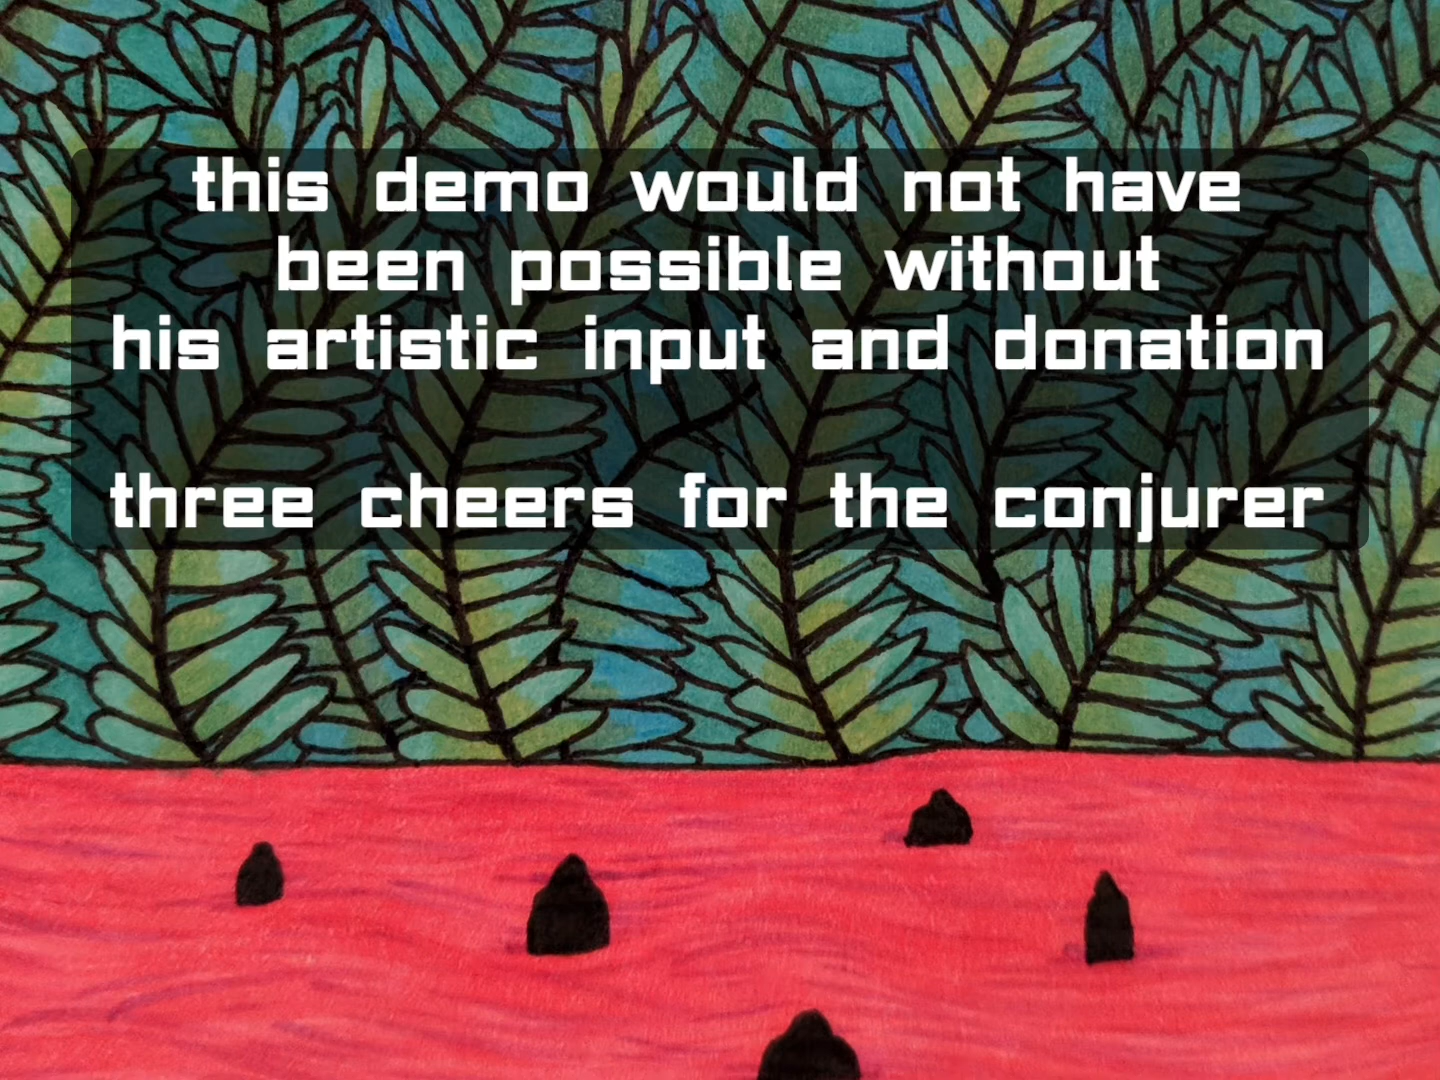 this demo would not have
been possible without
his artistic input and donation
three cheers for the conjurer